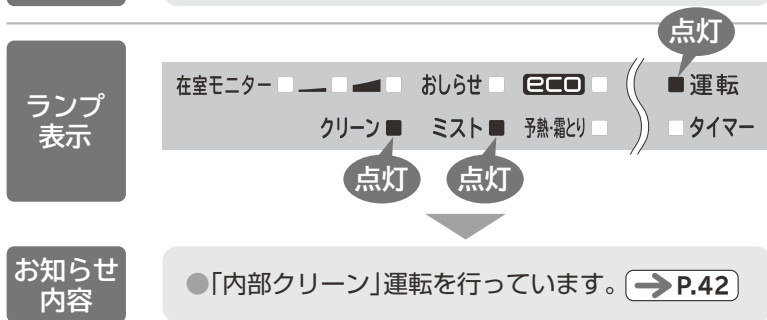 点灯
ランプ
表示
在室モニター おしらせ eco 運転
クリーン ミスト 予熱・霜とり タイマー
点灯 点灯
お知らせ
内容
●「内部クリーン」運転を行っています。 → P.42